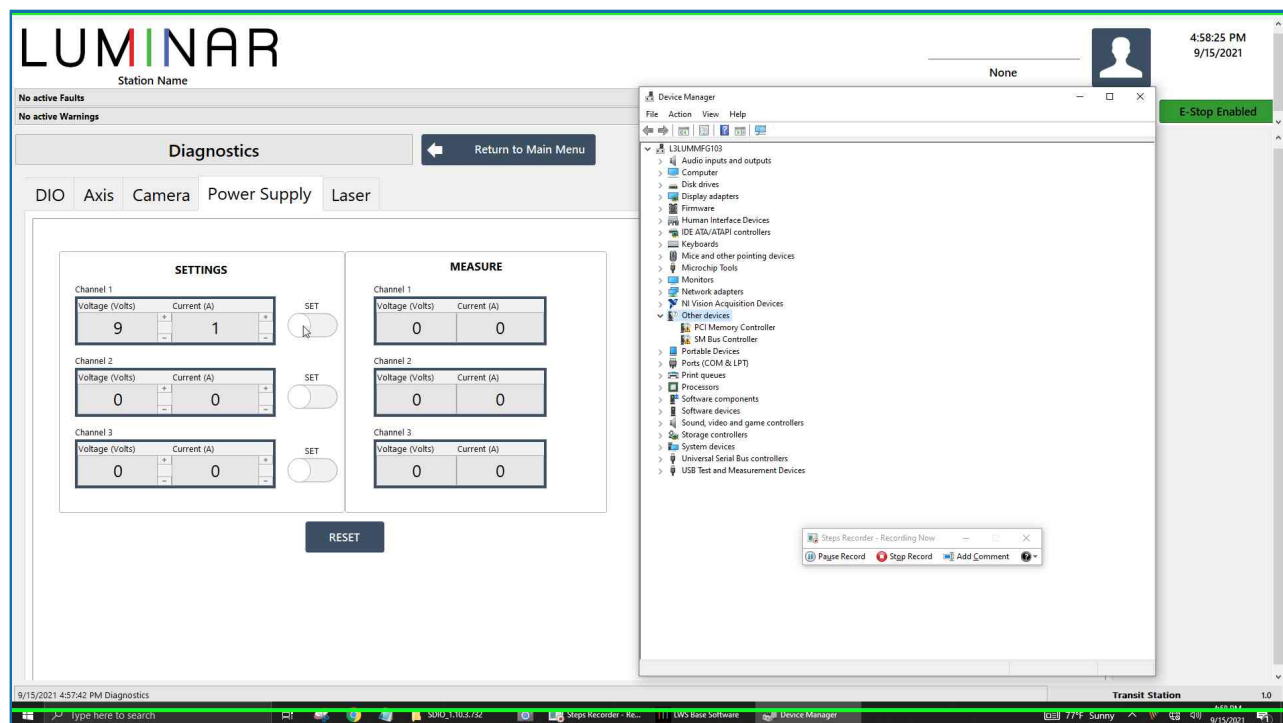 LUMINAR
Station Name
None
4:58:25 PM
9/15/2021
No active Faults
No active Warnings
E-Stop Enabled
Diagnostics
Return to Main Menu
DIO Axis Camera Power Supply Laser
SETTINGS
Channel 1
Voltage (Volts) Current (A) SET
9 + - 1 + -
Channel 2
Voltage (Volts) Current (A) SET
0 + - 0 + -
Channel 3
Voltage (Volts) Current (A) SET
0 + - 0 + -
MEASURE
Channel 1
Voltage (Volts) Current (A)
0 0
Channel 2
Voltage (Volts) Current (A)
0 0
Channel 3
Voltage (Volts) Current (A)
0 0
RESET
Device Manager
File Action View Help
L3LUMMFG103
Audio inputs and outputs
Computer
Disk drives
Display adapters
Firmware
Human Interface Devices
IDE ATA/ATAPI controllers
Keyboards
Mice and other pointing devices
Microchip Tools
Monitors
Network adapters
NI Vision Acquisition Devices
Other devices
PCI Memory Controller
SM Bus Controller
Portable Devices
Ports (COM & LPT)
Print queues
Processors
Software components
Software devices
Sound, video and game controllers
Storage controllers
System devices
Universal Serial Bus controllers
USB Test and Measurement Devices
Steps Recorder - Recording Now
Pause Record Stop Record Add Comment
9/15/2021 4:57:42 PM Diagnostics
Transit Station 1.0
Type here to search
SDIO_1.10.3.732
Steps Recorder - Re...
LWS Base Software
Device Manager
77°F Sunny
4:58 PM
9/15/2021